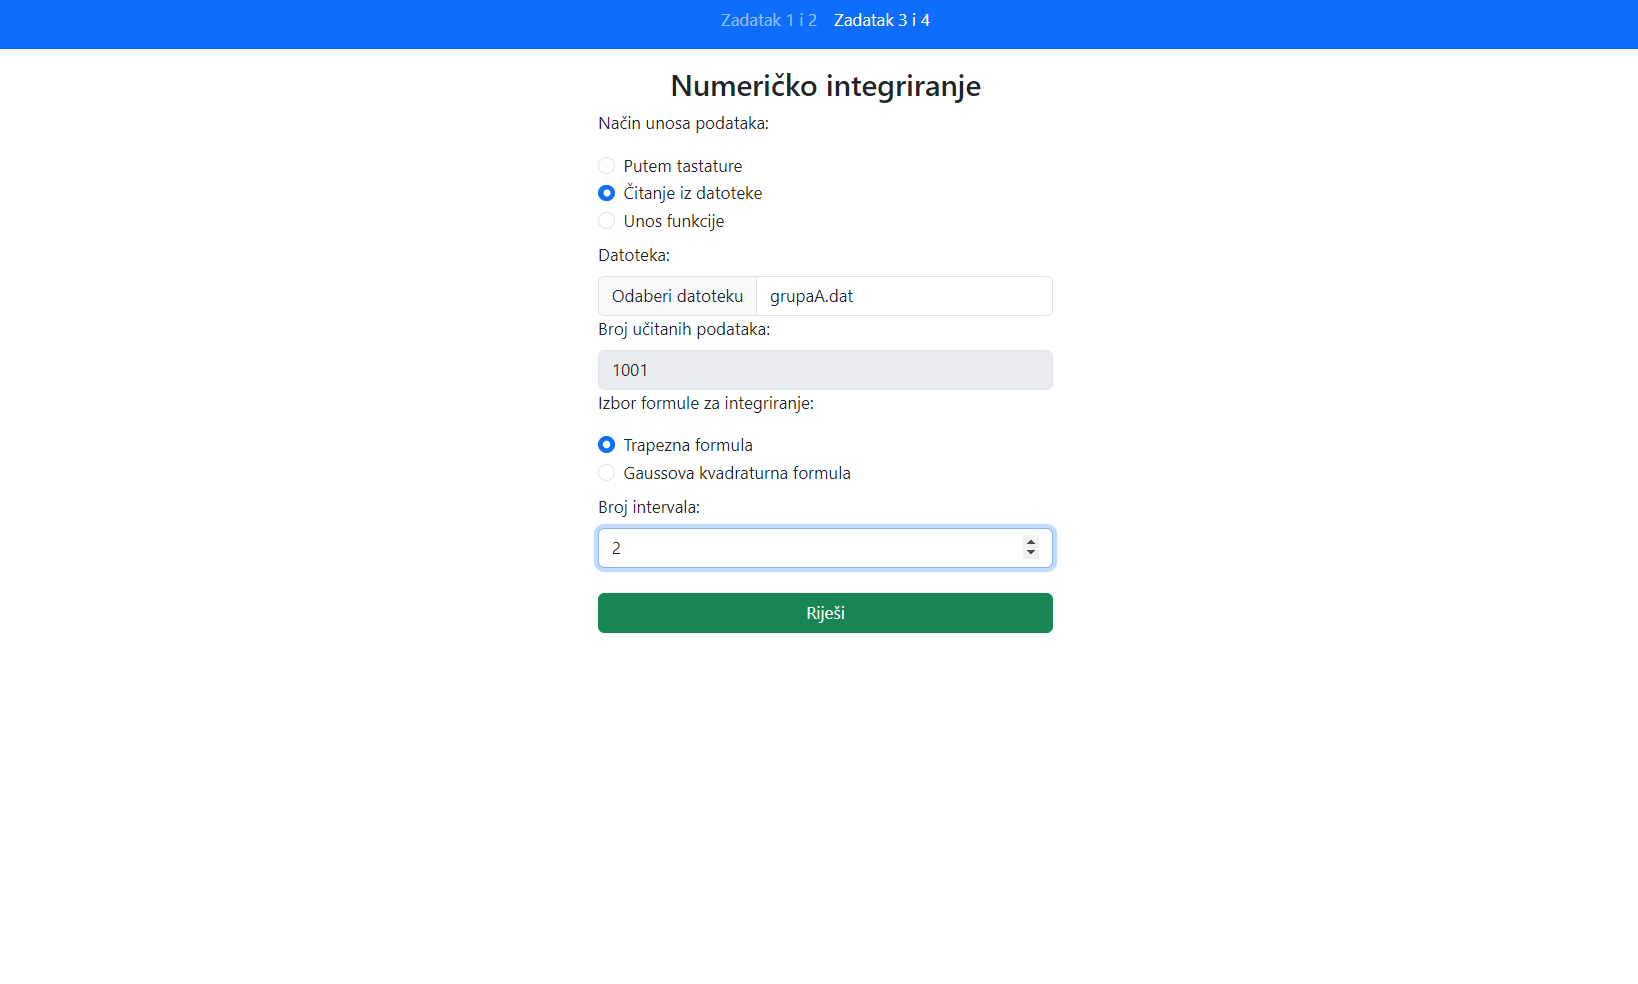 Zadatak 1 i 2 Zadatak 3 i 4
Numeričko integriranje
Način unosa podataka:
Putem tastature
Čitanje iz datoteke
Unos funkcije
Datoteka:
Odaberi datoteku grupaA.dat
Broj učitanih podataka:
1001
Izbor formule za integriranje:
Trapezna formula
Gaussova kvadraturna formula
Broj intervala:
2
Riješi